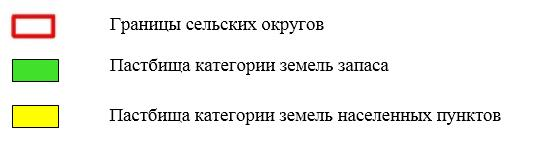 Границы сельских округов
Пастбища категории земель запаса
Пастбища категории земель населенных пунктов